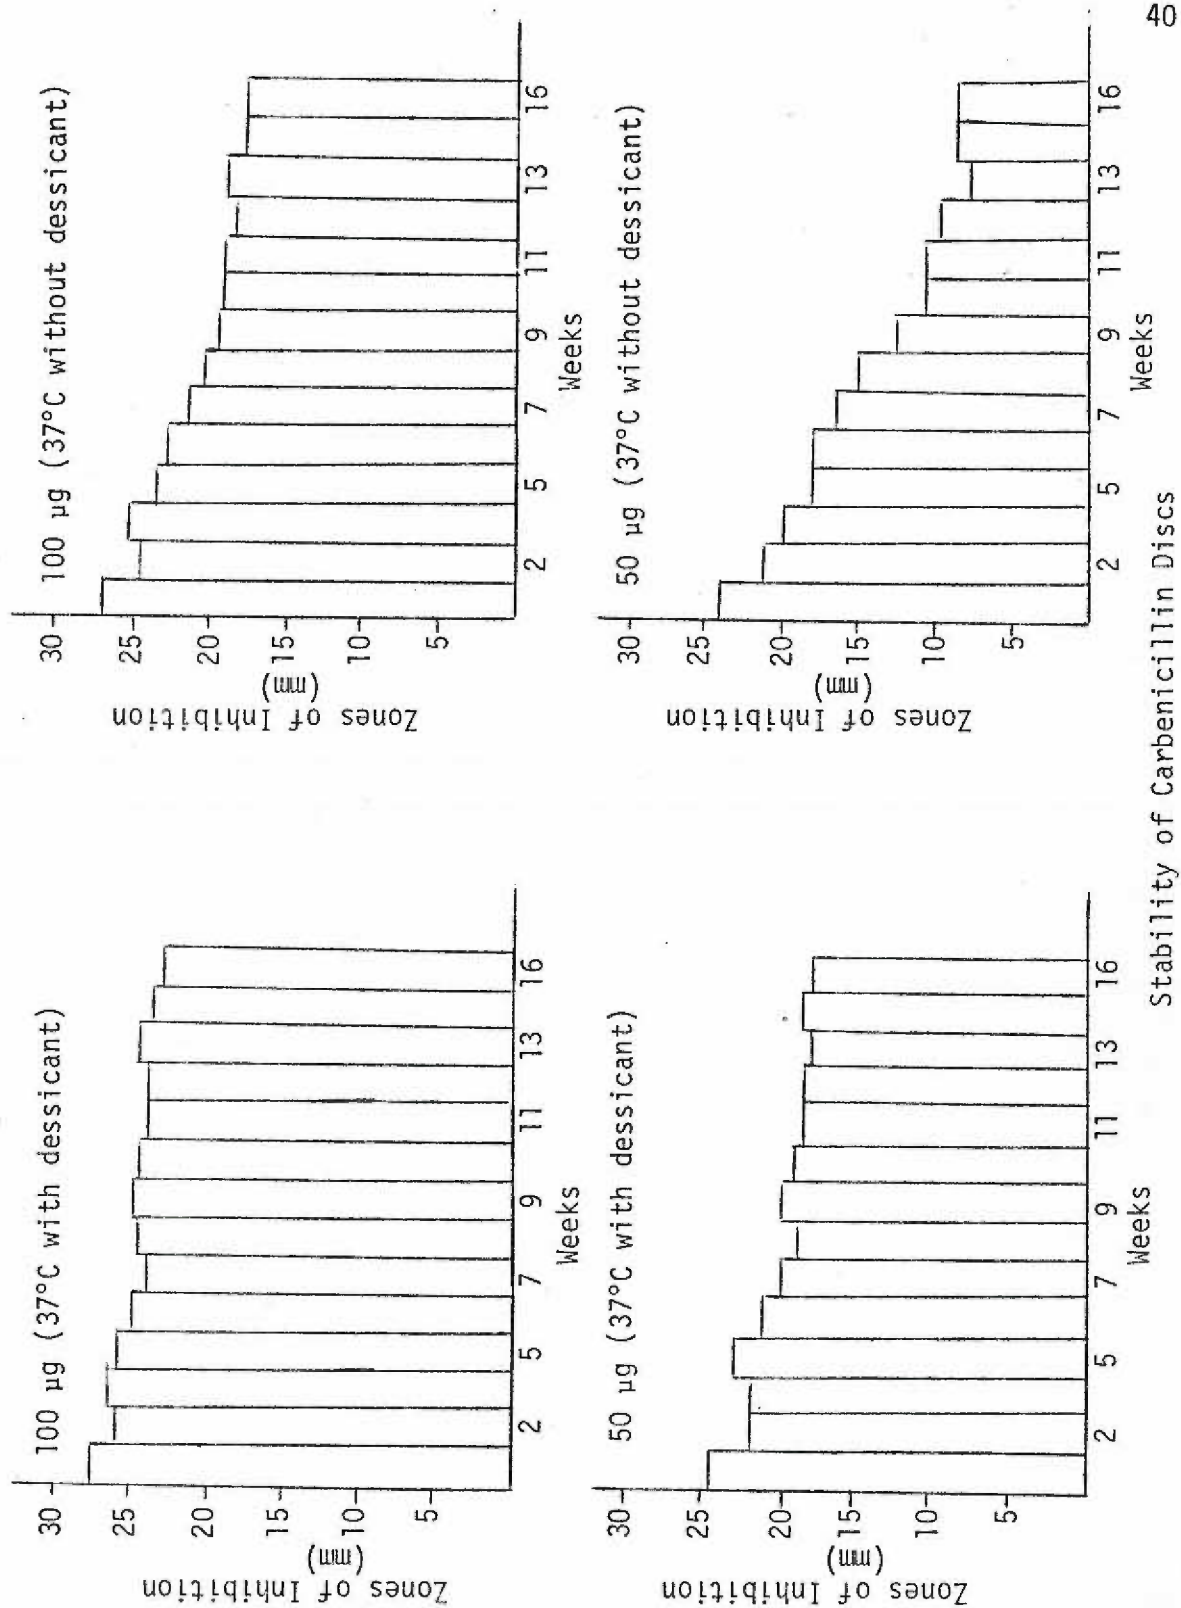 100 µg (37°C with dessicant)
Zones of Inhibition
(mm)
30
25
20
15
10
5
2 5 7 9 11 13 16
Weeks
100 µg (37°C without dessicant)
Zones of Inhibition
(mm)
30
25
20
15
10
5
2 5 7 9 11 13 16
Weeks
50 µg (37°C with dessicant)
Zones of Inhibition
(mm)
30
25
20
15
10
5
2 5 7 9 11 13 16
Weeks
50 µg (37°C without dessicant)
Zones of Inhibition
(mm)
30
25
20
15
10
5
2 5 7 9 11 13 16
Weeks
Stability of Carbenicillin Discs
40